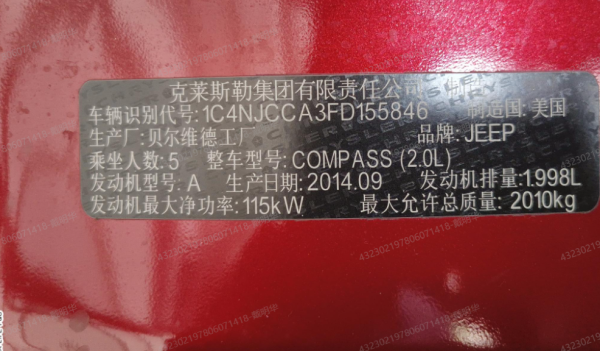 克莱斯勒集团有限责任公司 制造
车辆识别代号:1C4NJCCA3FD155846 制造国:美国
生产厂:贝尔维德工厂 品牌:JEEP
乘坐人数:5 整车型号:COMPASS (2.0L)
发动机型号:A 生产日期:2014.09 发动机排量:1.998L
发动机最大净功率:115kW 最大允许总质量: 2010kg